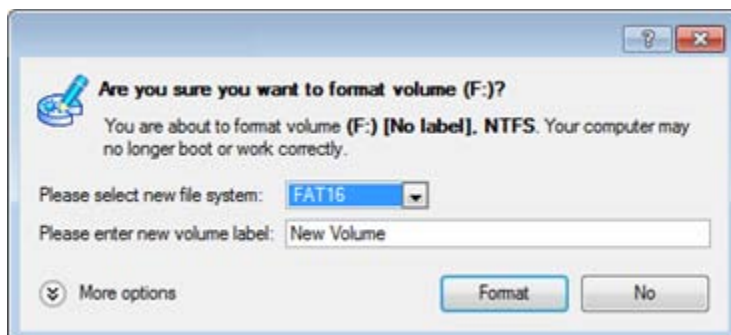 Are you sure you want to format volume (F:)?
You are about to format volume (F:) [No label], NTFS. Your computer may
no longer boot or work correctly.
Please select new file system: FAT16
Please enter new volume label: New Volume
More options Format No